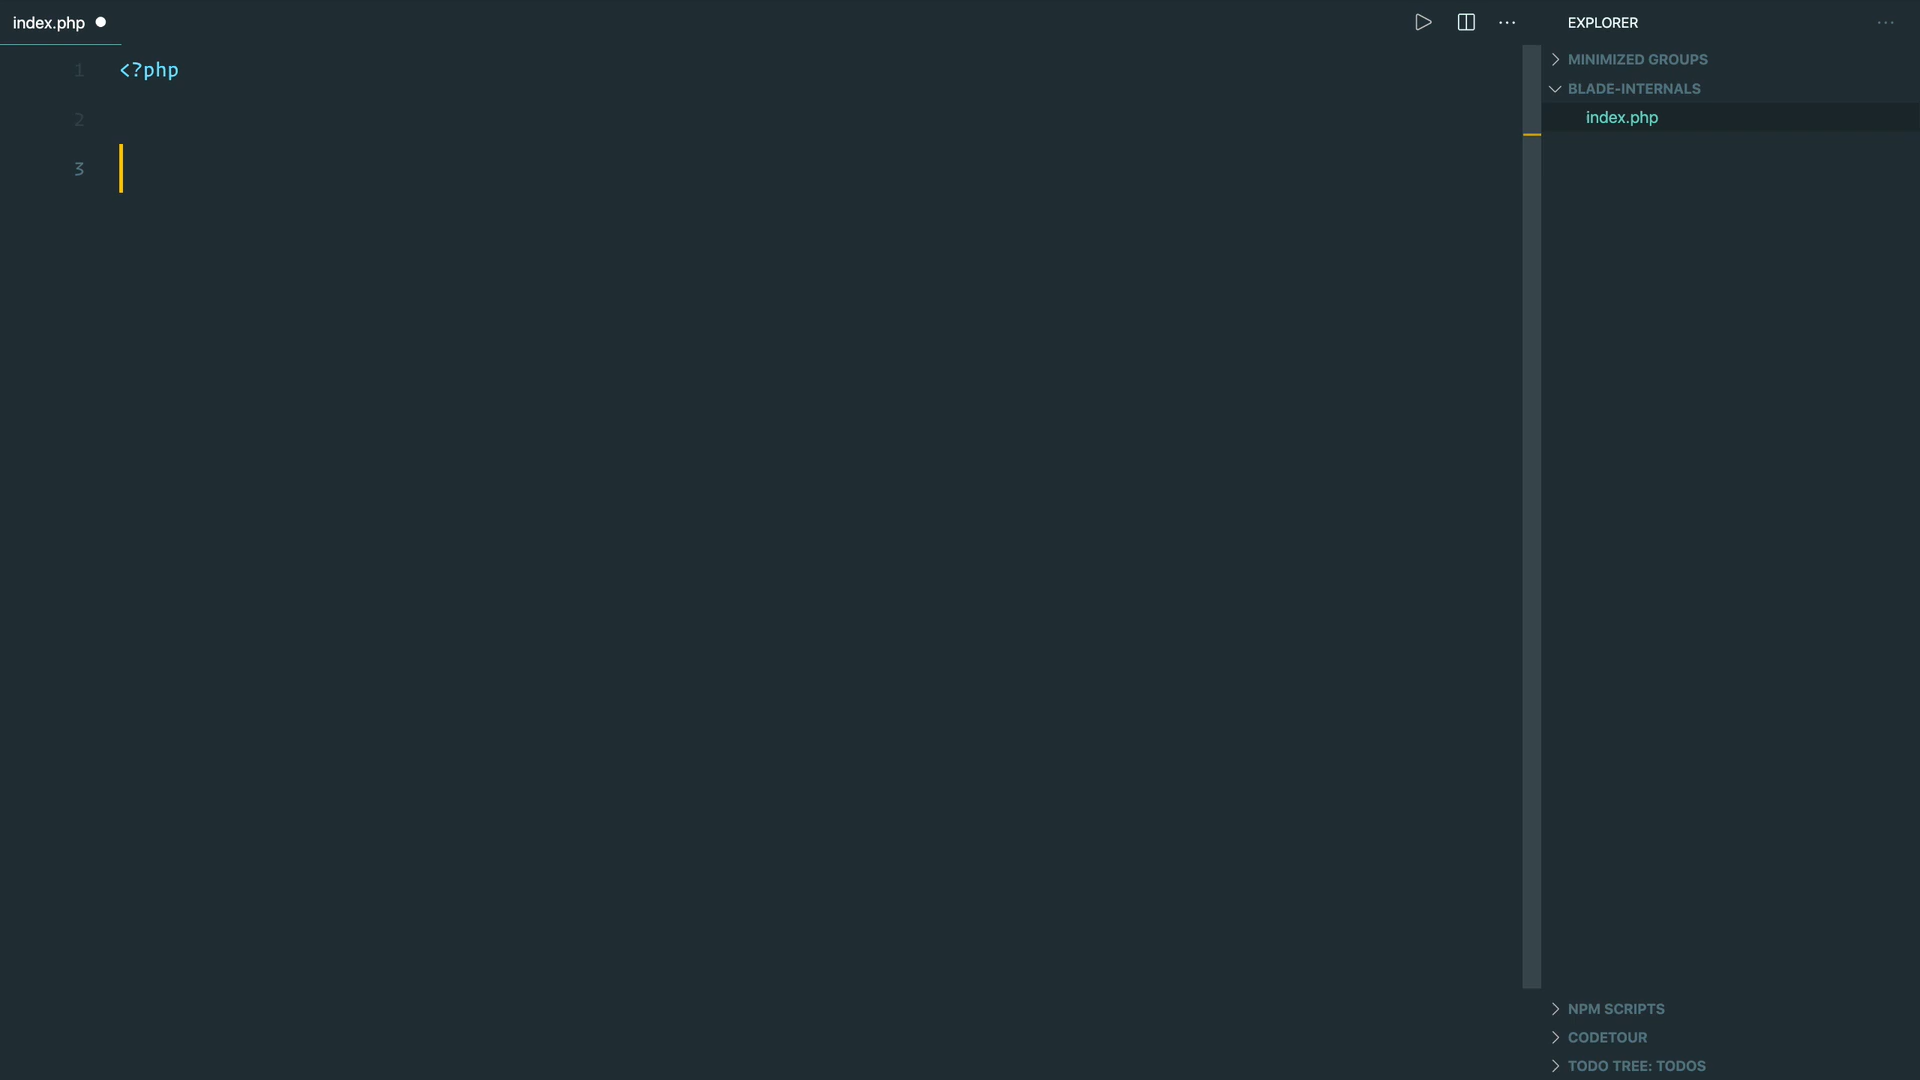 index.php
EXPLORER
MINIMIZED GROUPS
BLADE-INTERNALS
index.php
1 <?php
2
3
NPM SCRIPTS
CODETOUR
TODO TREE: TODOS